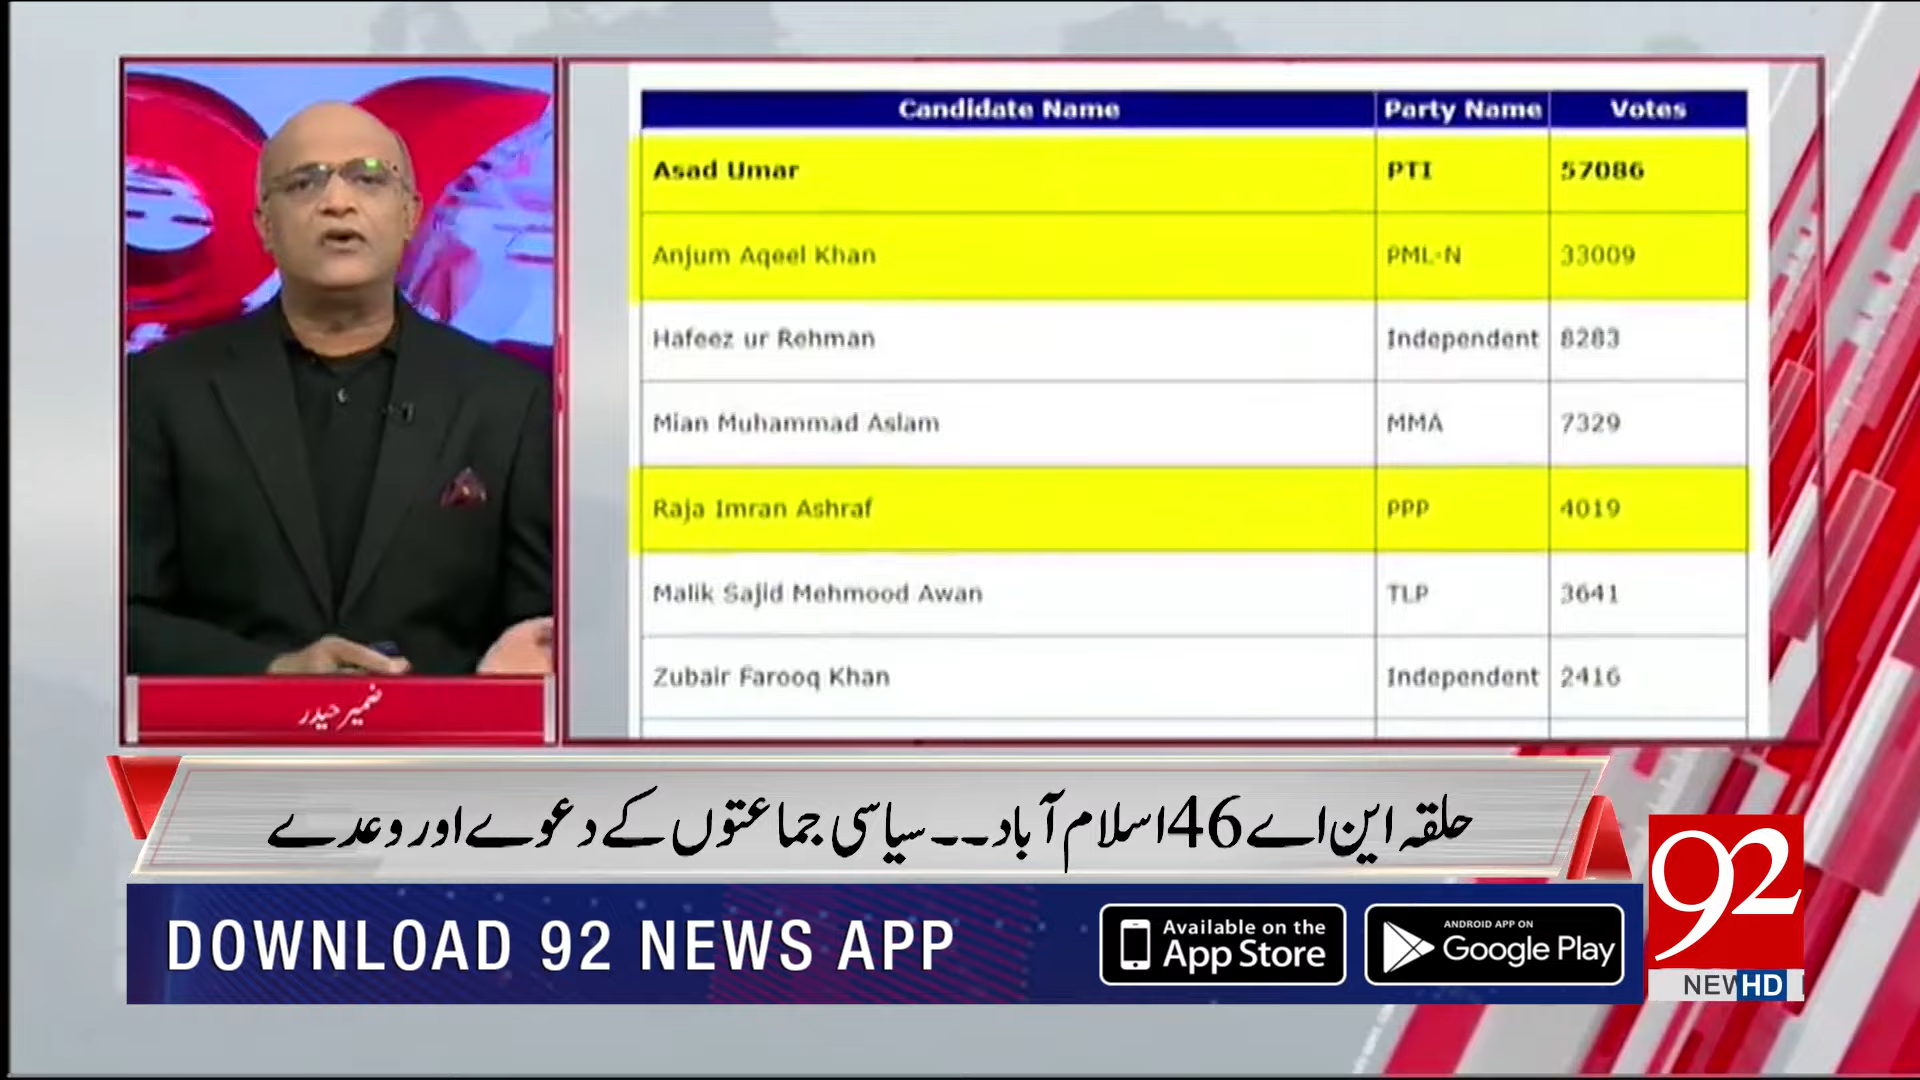 Candidate Name Party Name Votes
Asad Umar PTI 57086
Anjum Aqeel Khan PML-N 33009
Hafeez ur Rehman Independent 8283
Mian Muhammad Aslam MMA 7329
Raja Imran Ashraf PPP 4019
Malik Sajid Mehmood Awan TLP 3641
Zubair Farooq Khan Independent 2416
ضمیر حیدر
حلقہ این اے 46 اسلام آباد۔۔۔سیاسی جماعتوں کے دعوے اور وعدے
DOWNLOAD 92 NEWS APP
Available on the
App Store
ANDROID APP ON
Google Play
92
NEW HD